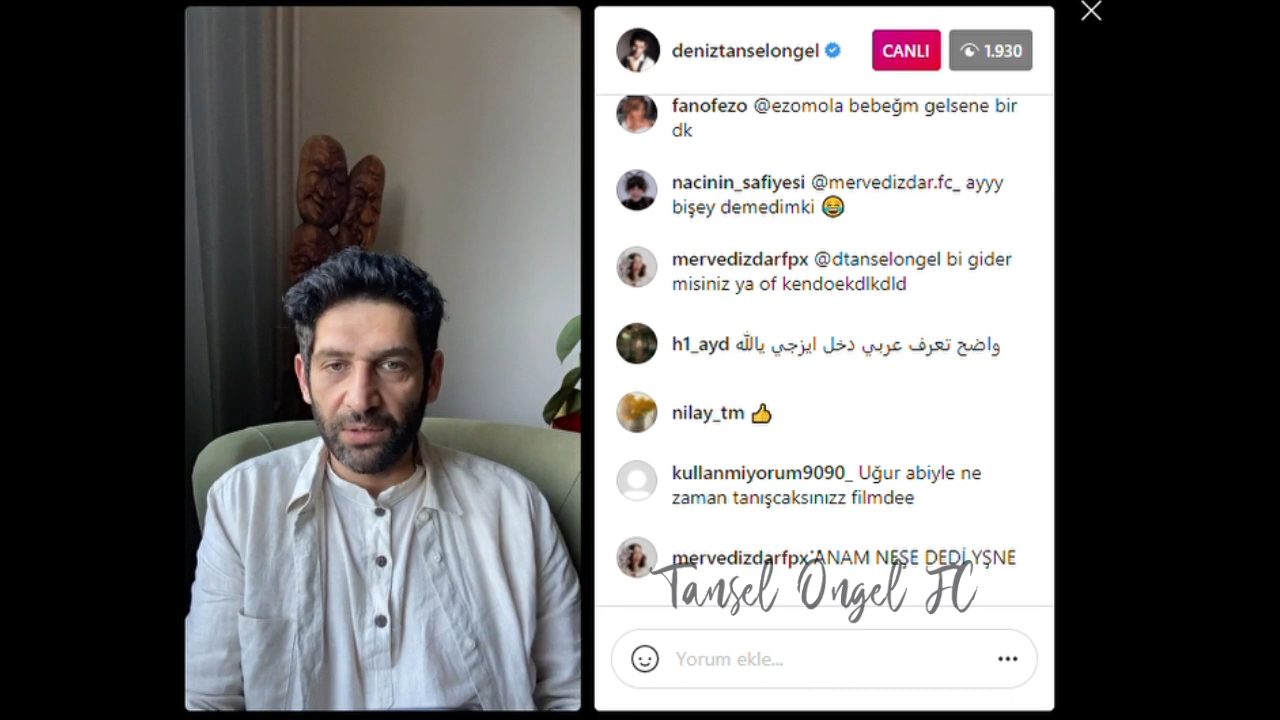 deniztanselongel
CANLI
1.930
fanofezo @ezomola bebeğm gelsene bir
dk
nacinin_safiyesi @mervedizdar.fc_ ayyy
bişey demedimki 😂
mervedizdarfpx @dtanselongel bi gider
misiniz ya of kendoekdlkdld
h1_ayd واضح تعرف عربي دخل ايزجي يالله
nilay_tm 👍
kullanmiyorum9090_ Uğur abiyle ne
zaman tanışcaksınızz filmdee
mervedizdarfpx ANAM NEŞE DEDİ YŞNE
Tansel Öngel FC
Yorum ekle...